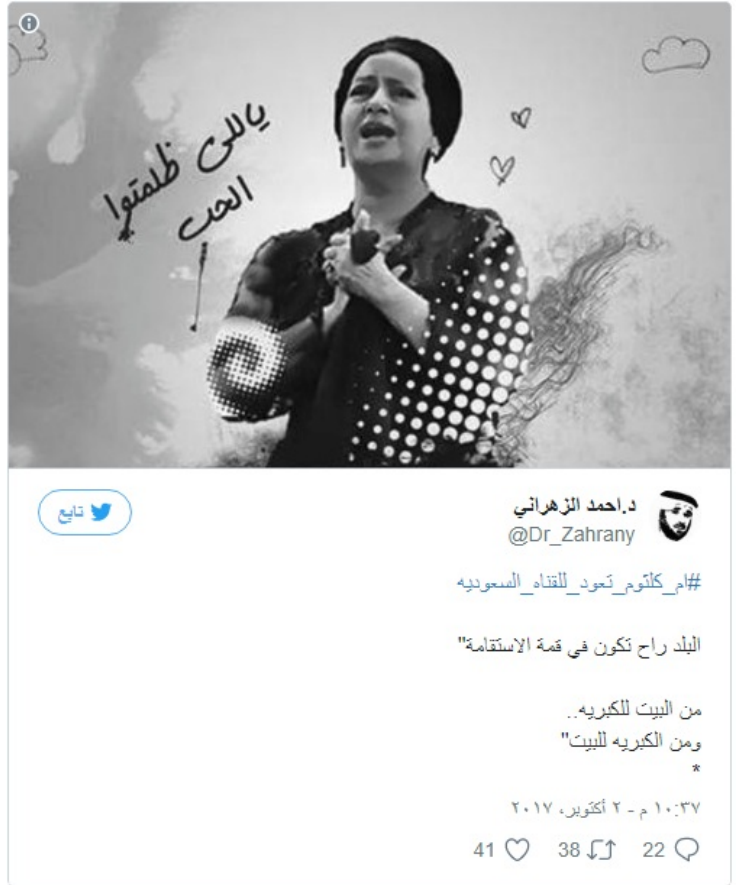 ياللى ظلمتوا
الحب
د.احمد الزهراني
@Dr_Zahrany
تابع
#ام_كلثوم_تعود_للقناه_السعوديه
البلد راح تكون في قمة الاستقامة"
من البيت للكبريه..
ومن الكبريه للبيت"
*
١٠:٣٧ م - ٢ أكتوبر، ٢٠١٧
22 38 41